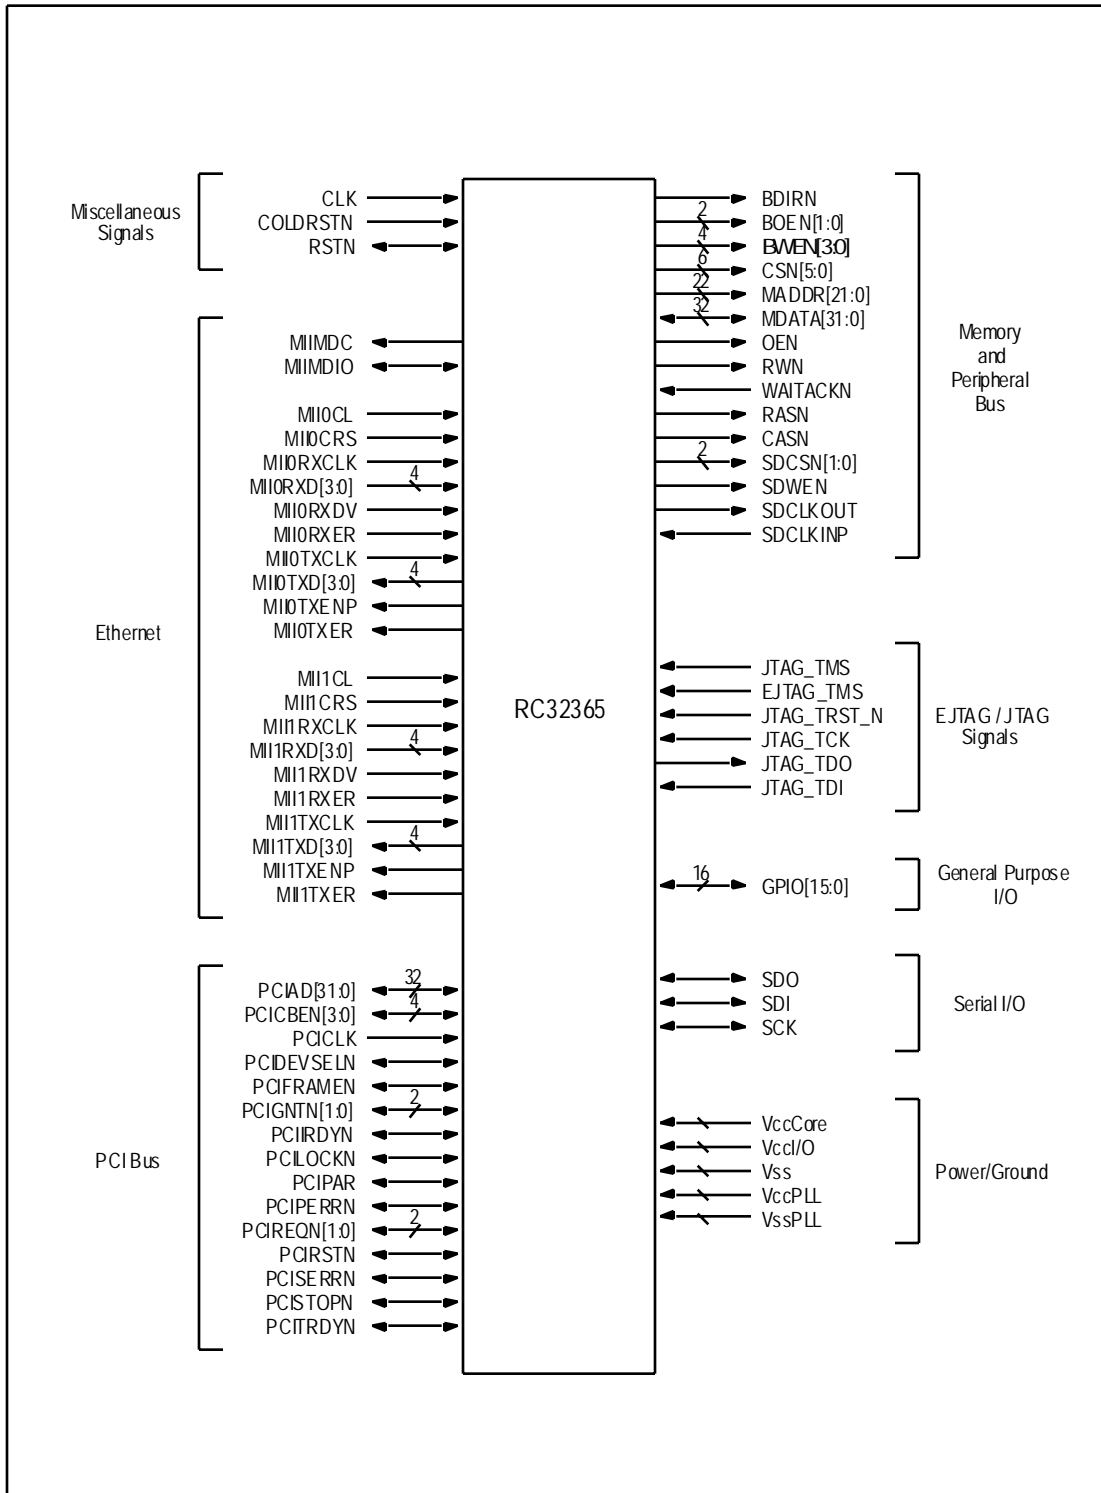 Miscellaneous
Signals
CLK
COLDRSTN
RSTN
Ethernet
MIIMDC
MIIMDIO
MII0CL
MII0CRS
MII0RXCLK
MII0RXD[3:0]
4
MII0RXDV
MII0RXER
MII0TXCLK
MII0TXD[3:0]
4
MII0TXENP
MII0TXER
MII1CL
MII1CRS
MII1RXCLK
MII1RXD[3:0]
4
MII1RXDV
MII1RXER
MII1TXCLK
MII1TXD[3:0]
4
MII1TXENP
MII1TXER
PCI Bus
PCIAD[31:0]
32
PCICBEN[3:0]
4
PCICLK
PCIDEVSELN
PCIFRAMEN
PCIGNTN[1:0]
2
PCIIRDYN
PCILOCKN
PCIPAR
PCIPERRN
PCIREQN[1:0]
2
PCIRSTN
PCISERRN
PCISTOPN
PCITRDYN
RC32365
BDIRN
2
BOEN[1:0]
4
BWEN[3:0]
6
CSN[5:0]
22
MADDR[21:0]
32
MDATA[31:0]
OEN
RWN
WAITACKN
RASN
CASN
2
SDCSN[1:0]
SDWEN
SDCLKOUT
SDCLKINP
Memory
and
Peripheral
Bus
JTAG_TMS
EJTAG_TMS
JTAG_TRST_N
JTAG_TCK
JTAG_TDO
JTAG_TDI
EJTAG / JTAG
Signals
16
GPIO[15:0]
General Purpose
I/O
SDO
SDI
SCK
Serial I/O
VccCore
VccI/O
Vss
VccPLL
VssPLL
Power/Ground